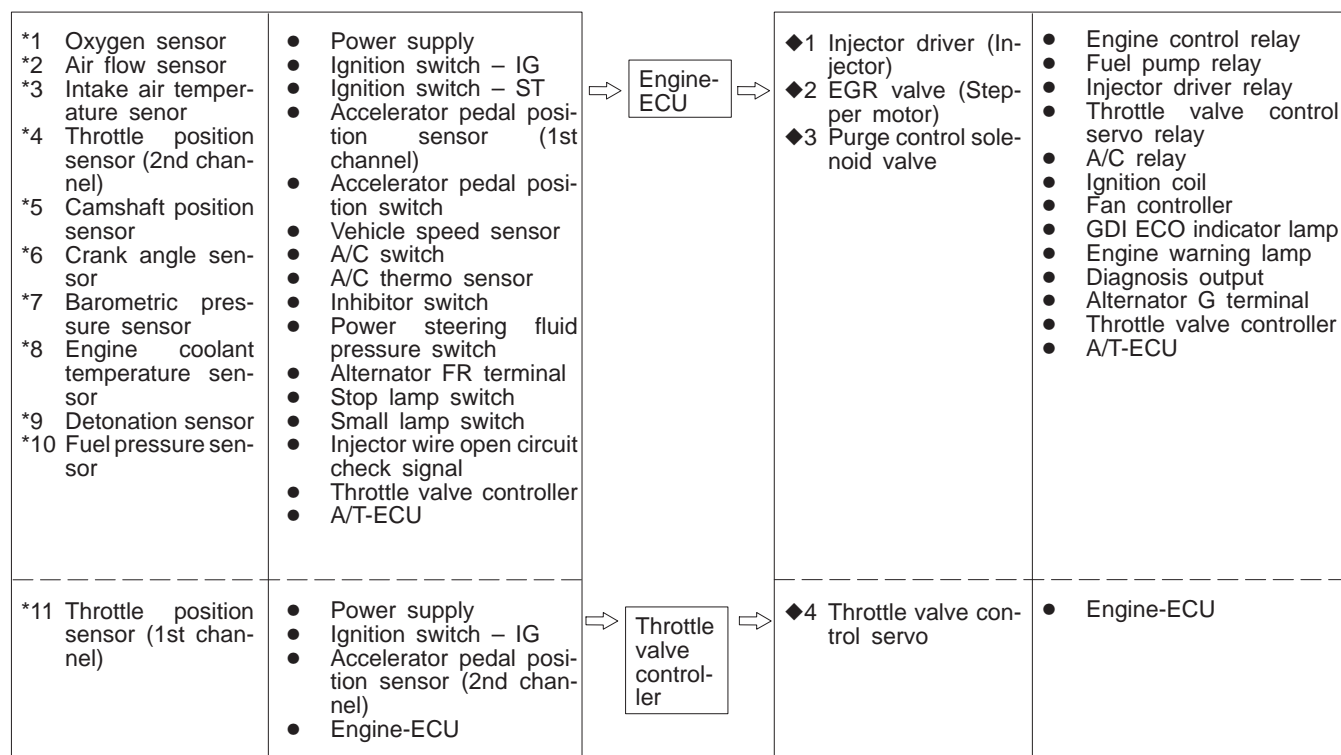 *1 Oxygen sensor
*2 Air flow sensor
*3 Intake air temper-
ature senor
*4 Throttle position
sensor (2nd chan-
nel)
*5 Camshaft position
sensor
*6 Crank angle sen-
sor
*7 Barometric pres-
sure sensor
*8 Engine coolant
temperature sen-
sor
*9 Detonation sensor
*10 Fuel pressure sen-
sor
● Power supply
● Ignition switch – IG
● Ignition switch – ST
● Accelerator pedal posi-
tion sensor (1st
channel)
● Accelerator pedal posi-
tion switch
● Vehicle speed sensor
● A/C switch
● A/C thermo sensor
● Inhibitor switch
● Power steering fluid
pressure switch
● Alternator FR terminal
● Stop lamp switch
● Small lamp switch
● Injector wire open circuit
check signal
● Throttle valve controller
● A/T-ECU
Engine-
ECU
◆1 Injector driver (In-
jector)
◆2 EGR valve (Step-
per motor)
◆3 Purge control sole-
noid valve
● Engine control relay
● Fuel pump relay
● Injector driver relay
● Throttle valve control
servo relay
● A/C relay
● Ignition coil
● Fan controller
● GDI ECO indicator lamp
● Engine warning lamp
● Diagnosis output
● Alternator G terminal
● Throttle valve controller
● A/T-ECU
*11 Throttle position
sensor (1st chan-
nel)
● Power supply
● Ignition switch – IG
● Accelerator pedal posi-
tion sensor (2nd chan-
nel)
● Engine-ECU
Throttle
valve
control-
ler
◆4 Throttle valve con-
trol servo
● Engine-ECU